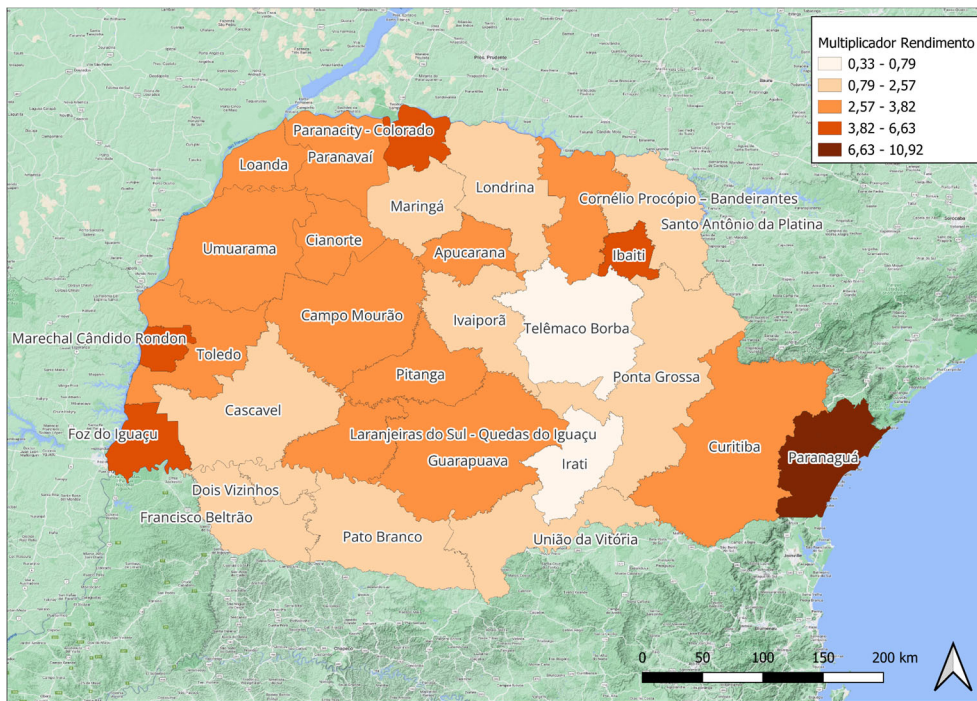 Multiplicador Rendimento
0,33 - 0,79
0,79 - 2,57
2,57 - 3,82
3,82 - 6,63
6,63 - 10,92
Paranacity - Colorado
Loanda
Paranavaí
Londrina
Maringá
Cornélio Procópio – Bandeirantes
Santo Antônio da Platina
Umuarama
Cianorte
Apucarana
Ibaiti
Campo Mourão
Ivaiporã
Telêmaco Borba
Marechal Cândido Rondon
Toledo
Pitanga
Ponta Grossa
Cascavel
Foz do Iguaçu
Laranjeiras do Sul - Quedas do Iguaçu
Guarapuava
Irati
Curitiba
Paranaguá
Dois Vizinhos
Francisco Beltrão
Pato Branco
União da Vitória
0 50 100 150 200 km